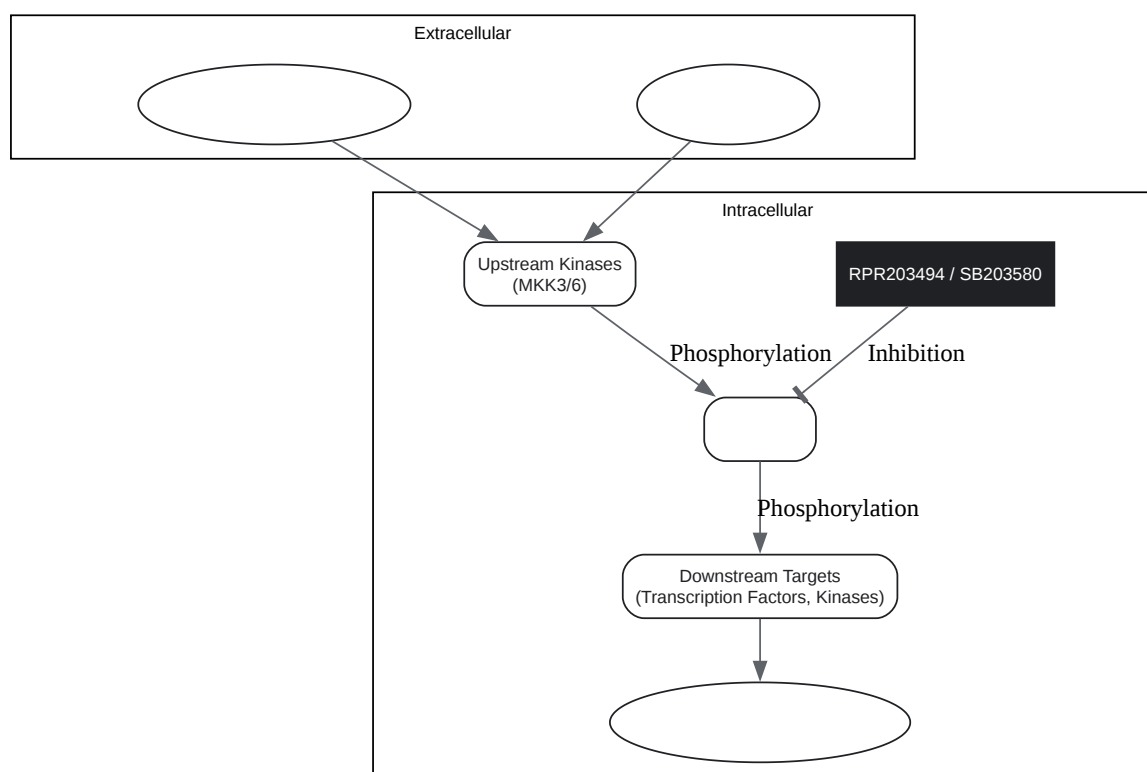 Extracellular
Intracellular
Upstream Kinases
(MKK3/6)
RPR203494 / SB203580
Phosphorylation
Inhibition
Phosphorylation
Downstream Targets
(Transcription Factors, Kinases)